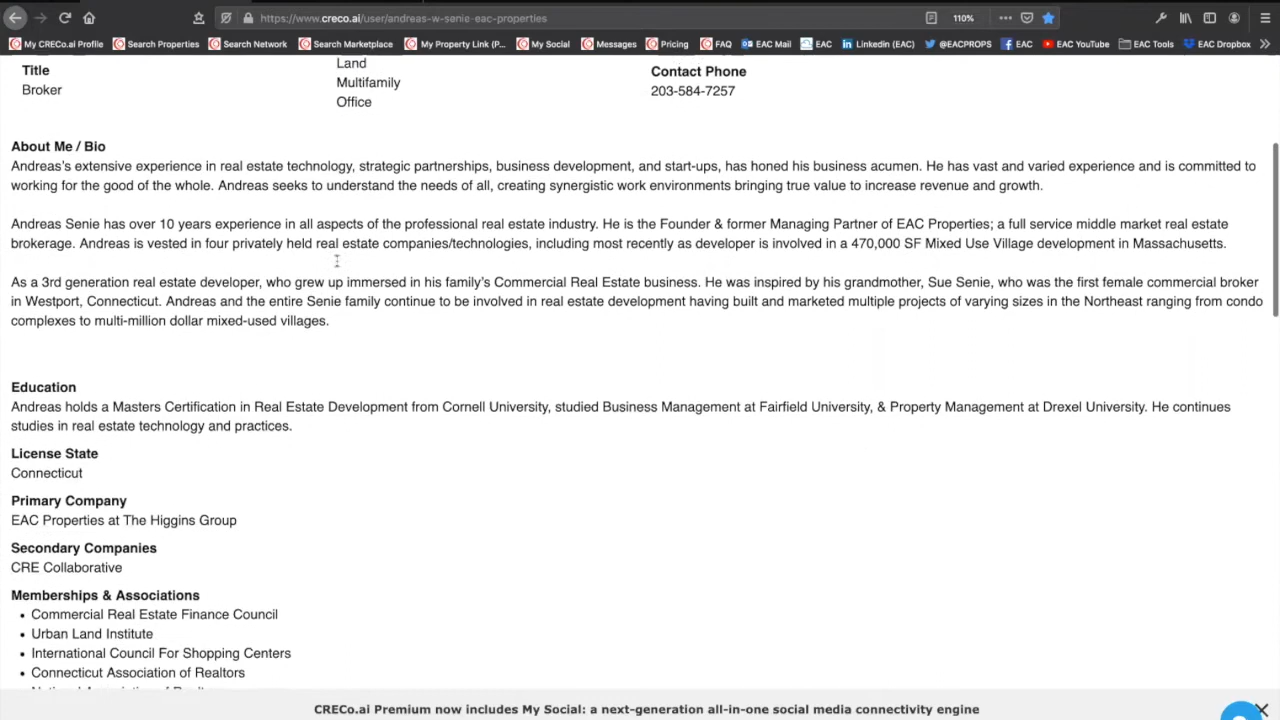 https://www.creco.ai/user/andreas-w-senie-eac-properties
110%
My CRECo.ai Profile
Search Properties
Search Network
Search Marketplace
My Property Link (P...
My Social
Messages
Pricing
FAQ
EAC Mail
EAC
Linkedin (EAC)
@EACPROPS
EAC
EAC YouTube
EAC Tools
EAC Dropbox
Title
Broker
Land
Multifamily
Office
Contact Phone
203-584-7257
About Me / Bio
Andreas's extensive experience in real estate technology, strategic partnerships, business development, and start-ups, has honed his business acumen. He has vast and varied experience and is committed to
working for the good of the whole. Andreas seeks to understand the needs of all, creating synergistic work environments bringing true value to increase revenue and growth.
Andreas Senie has over 10 years experience in all aspects of the professional real estate industry. He is the Founder & former Managing Partner of EAC Properties; a full service middle market real estate
brokerage. Andreas is vested in four privately held real estate companies/technologies, including most recently as developer is involved in a 470,000 SF Mixed Use Village development in Massachusetts.
As a 3rd generation real estate developer, who grew up immersed in his family's Commercial Real Estate business. He was inspired by his grandmother, Sue Senie, who was the first female commercial broker
in Westport, Connecticut. Andreas and the entire Senie family continue to be involved in real estate development having built and marketed multiple projects of varying sizes in the Northeast ranging from condo
complexes to multi-million dollar mixed-used villages.
Education
Andreas holds a Masters Certification in Real Estate Development from Cornell University, studied Business Management at Fairfield University, & Property Management at Drexel University. He continues
studies in real estate technology and practices.
License State
Connecticut
Primary Company
EAC Properties at The Higgins Group
Secondary Companies
CRE Collaborative
Memberships & Associations
Commercial Real Estate Finance Council
Urban Land Institute
International Council For Shopping Centers
Connecticut Association of Realtors
CRECo.ai Premium now includes My Social: a next-generation all-in-one social media connectivity engine